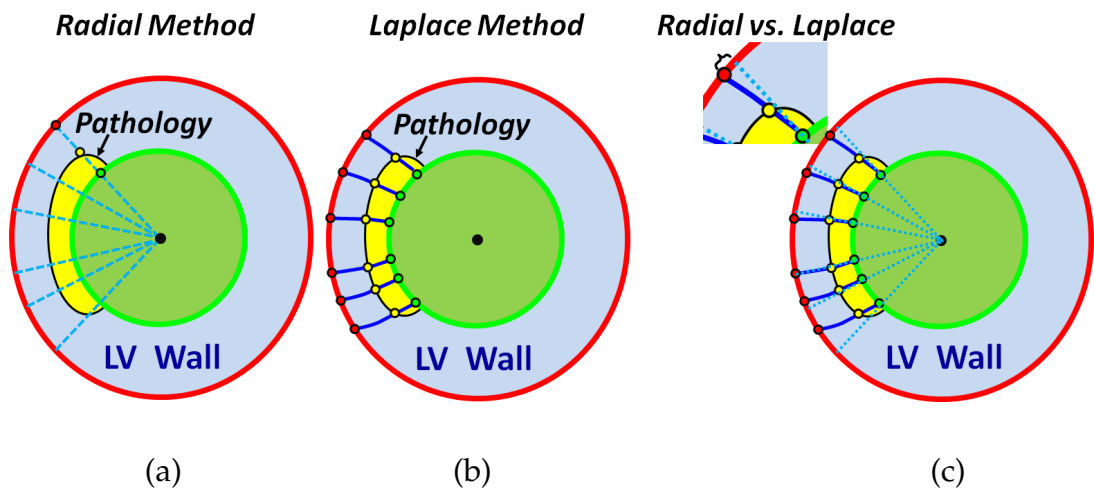 Radial Method
Laplace Method
Radial vs. Laplace
Pathology
Pathology
LV Wall
LV Wall
LV Wall
(a)
(b)
(c)